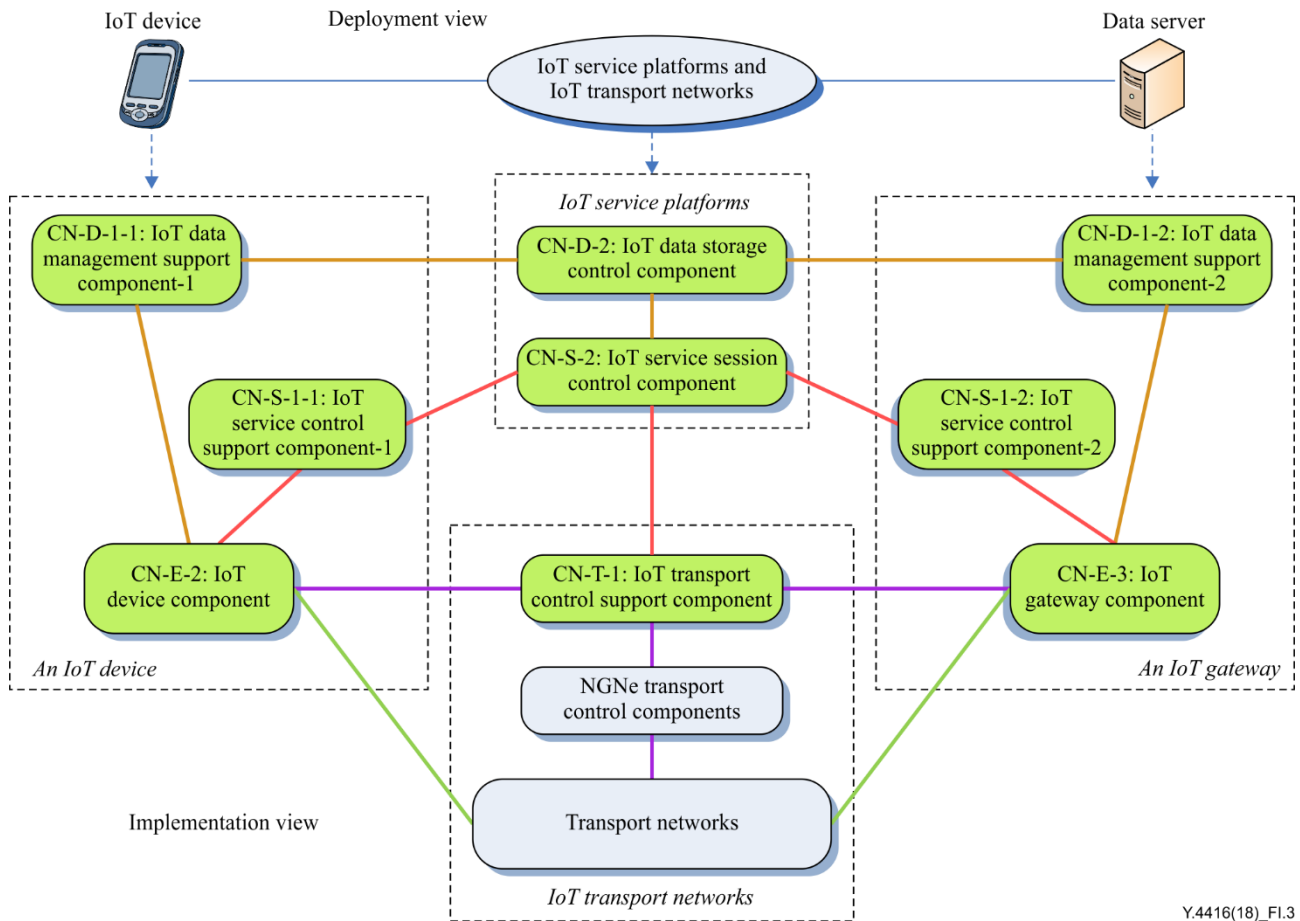 IoT device
Deployment view
Data server
IoT service platforms and
IoT transport networks
IoT service platforms
CN-D-1-1: IoT data
management support
component-1
CN-D-2: IoT data storage
control component
CN-D-1-2: IoT data
management support
component-2
CN-S-2: IoT service session
control component
CN-S-1-1: IoT
service control
support component-1
CN-S-1-2: IoT
service control
support component-2
CN-E-2: IoT
device component
CN-T-1: IoT transport
control support component
CN-E-3: IoT
gateway component
An IoT device
An IoT gateway
NGNe transport
control components
Implementation view
Transport networks
IoT transport networks
Y.4416(18)_FI.3